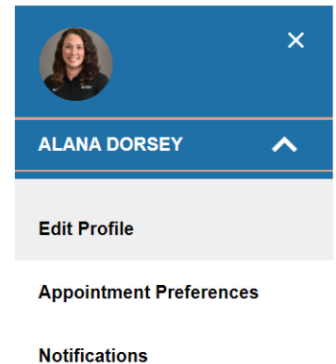 ALANA DORSEY
Edit Profile
Appointment Preferences
Notifications